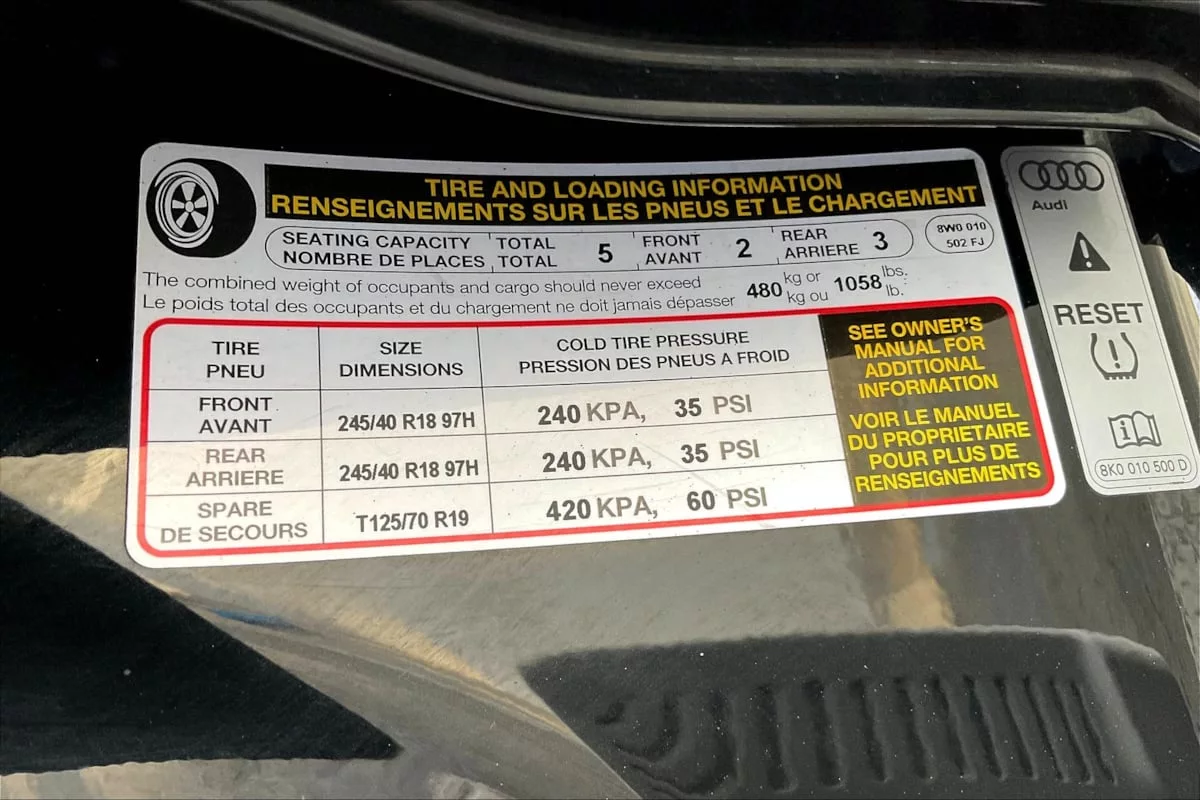 TIRE AND LOADING INFORMATION
RENSEIGNEMENTS SUR LES PNEUS ET LE CHARGEMENT
SEATING CAPACITY TOTAL 5 FRONT 2 REAR 3
NOMBRE DE PLACES TOTAL AVANT ARRIERE
8W0 010
502 FJ
The combined weight of occupants and cargo should never exceed 480 kg or 1058 lbs.
Le poids total des occupants et du chargement ne doit jamais dépasser kg ou lb.
TIRE SIZE COLD TIRE PRESSURE
PNEU DIMENSIONS PRESSION DES PNEUS A FROID
FRONT
AVANT 245/40 R18 97H 240 KPA, 35 PSI
REAR
ARRIERE 245/40 R18 97H 240 KPA, 35 PSI
SPARE
DE SECOURS T125/70 R19 420 KPA, 60 PSI
SEE OWNER'S
MANUAL FOR
ADDITIONAL
INFORMATION
VOIR LE MANUEL
DU PROPRIETAIRE
POUR PLUS DE
RENSEIGNEMENTS
Audi
RESET
8K0 010 500 D